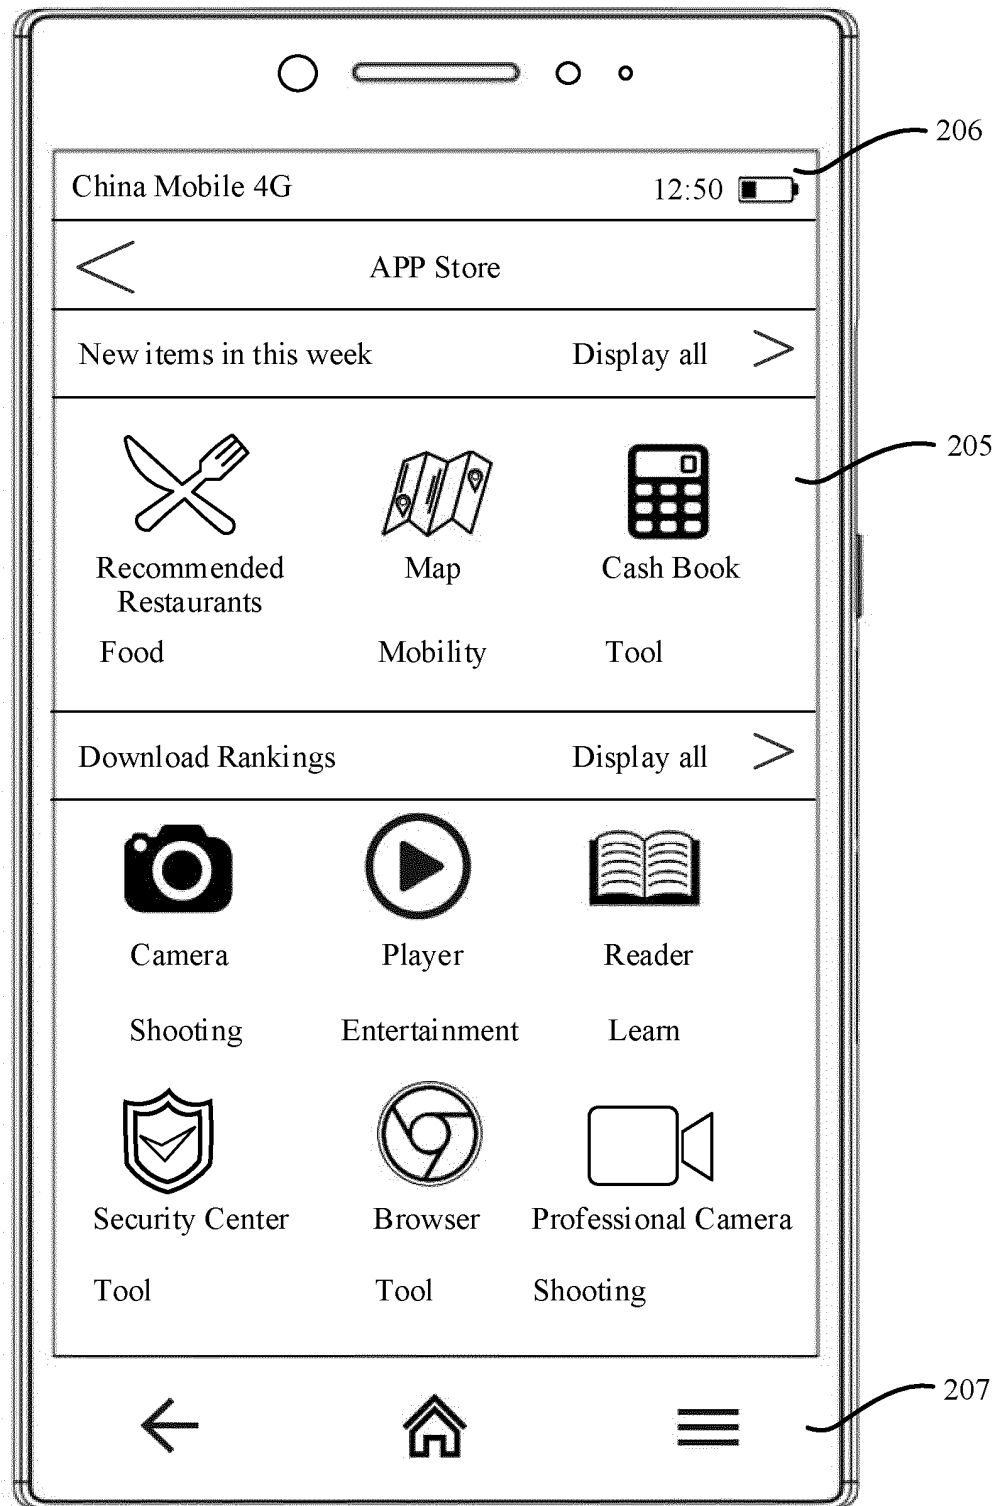 206
China Mobile 4G 12:50
APP Store
New items in this week Display all
205
Recommended Map Cash Book
Restaurants
Food Mobility Tool
Download Rankings Display all
Camera Player Reader
Shooting Entertainment Learn
Security Center Browser Professional Camera
Tool Tool Shooting
207